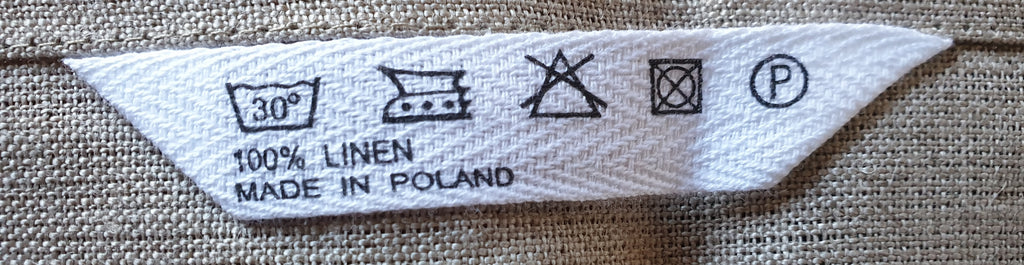 30°
P
100% LINEN
MADE IN POLAND